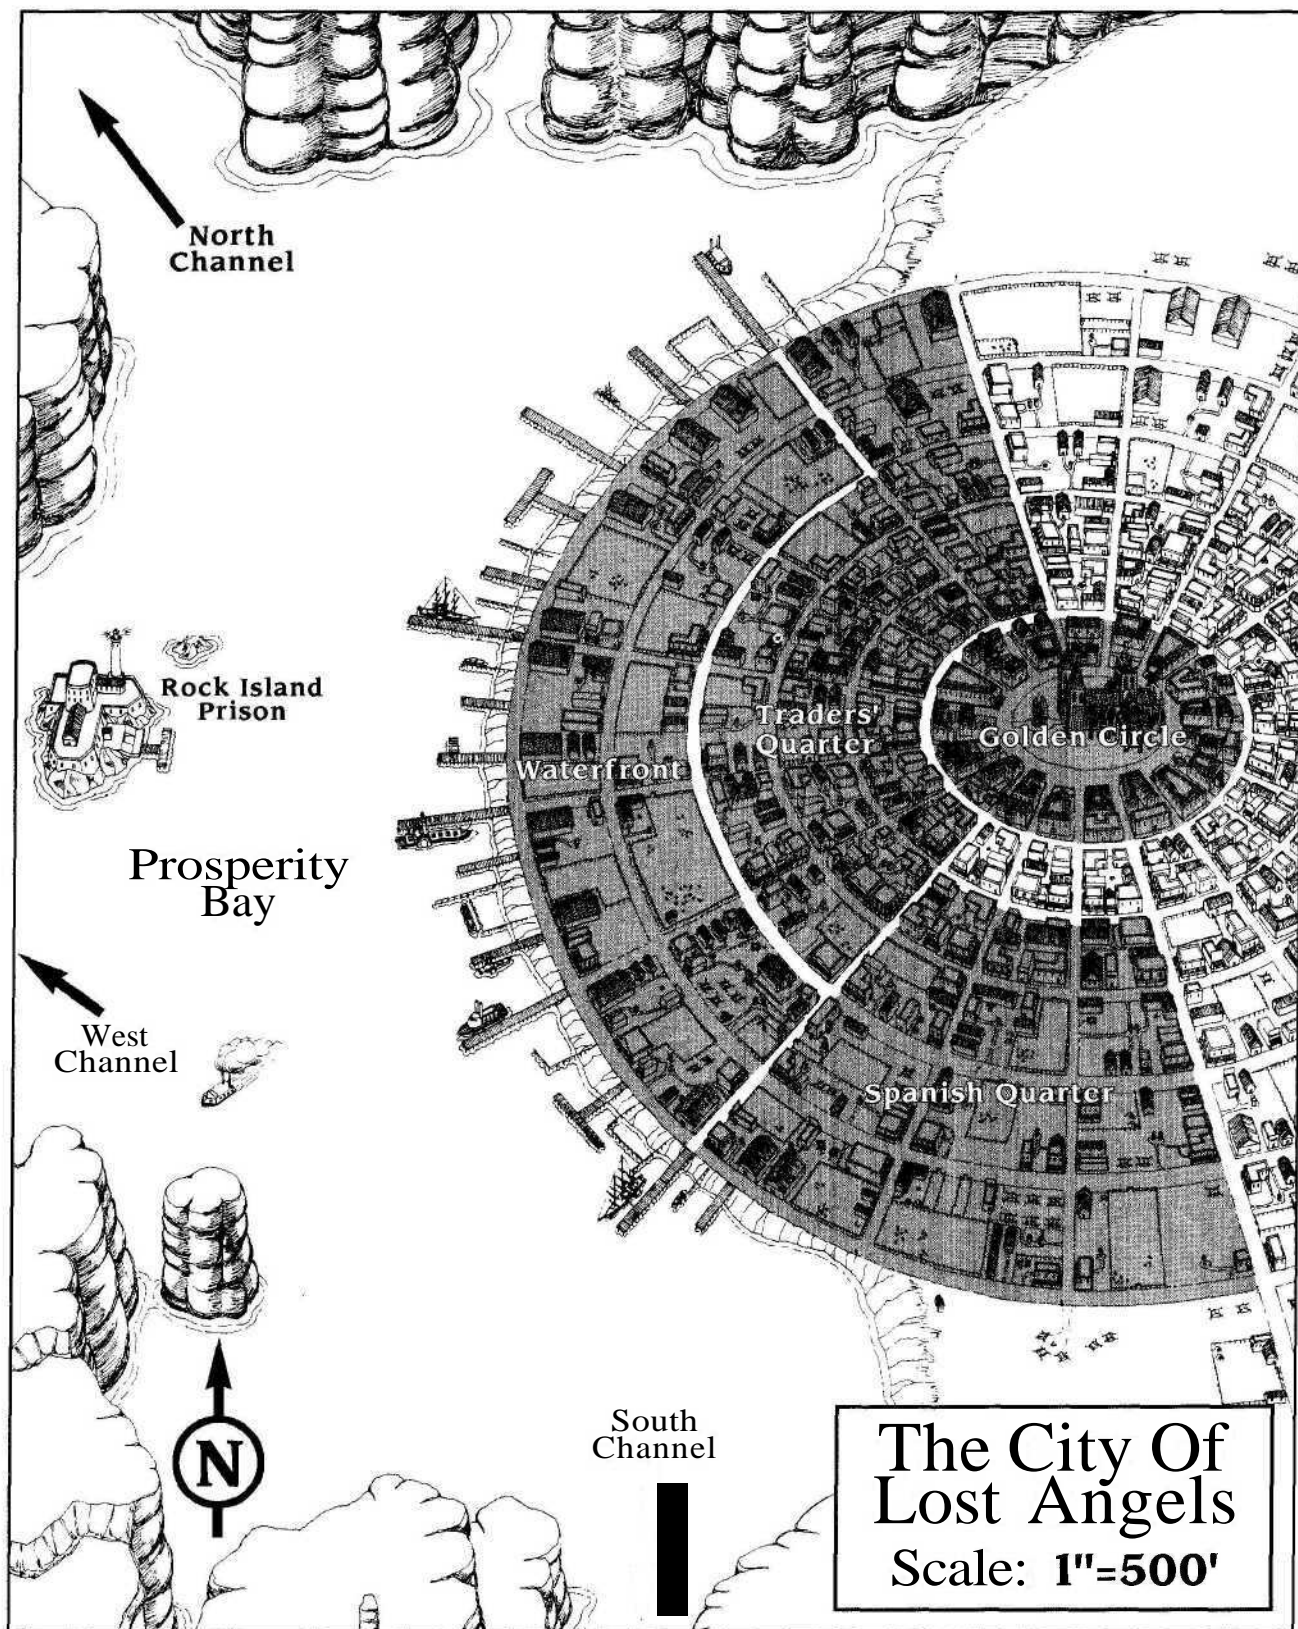 North
Channel
Rock Island
Prison
Traders'
Quarter
Golden Circle
Waterfront
Prosperity
Bay
West
Channel
Spanish Quarter
N
South
Channel
The City Of
Lost Angels
Scale: 1"=500'